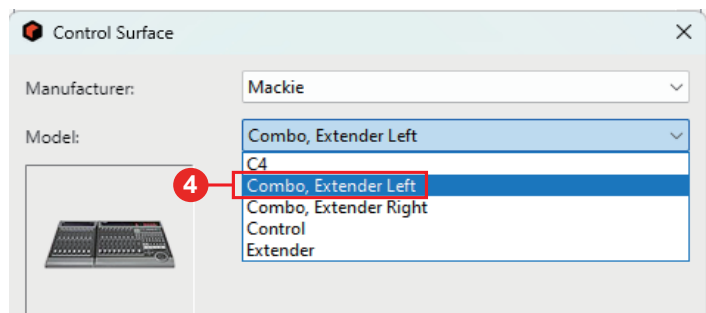 Control Surface
Manufacturer: Mackie
Model: Combo, Extender Left
C4
4 Combo, Extender Left
Combo, Extender Right
Control
Extender